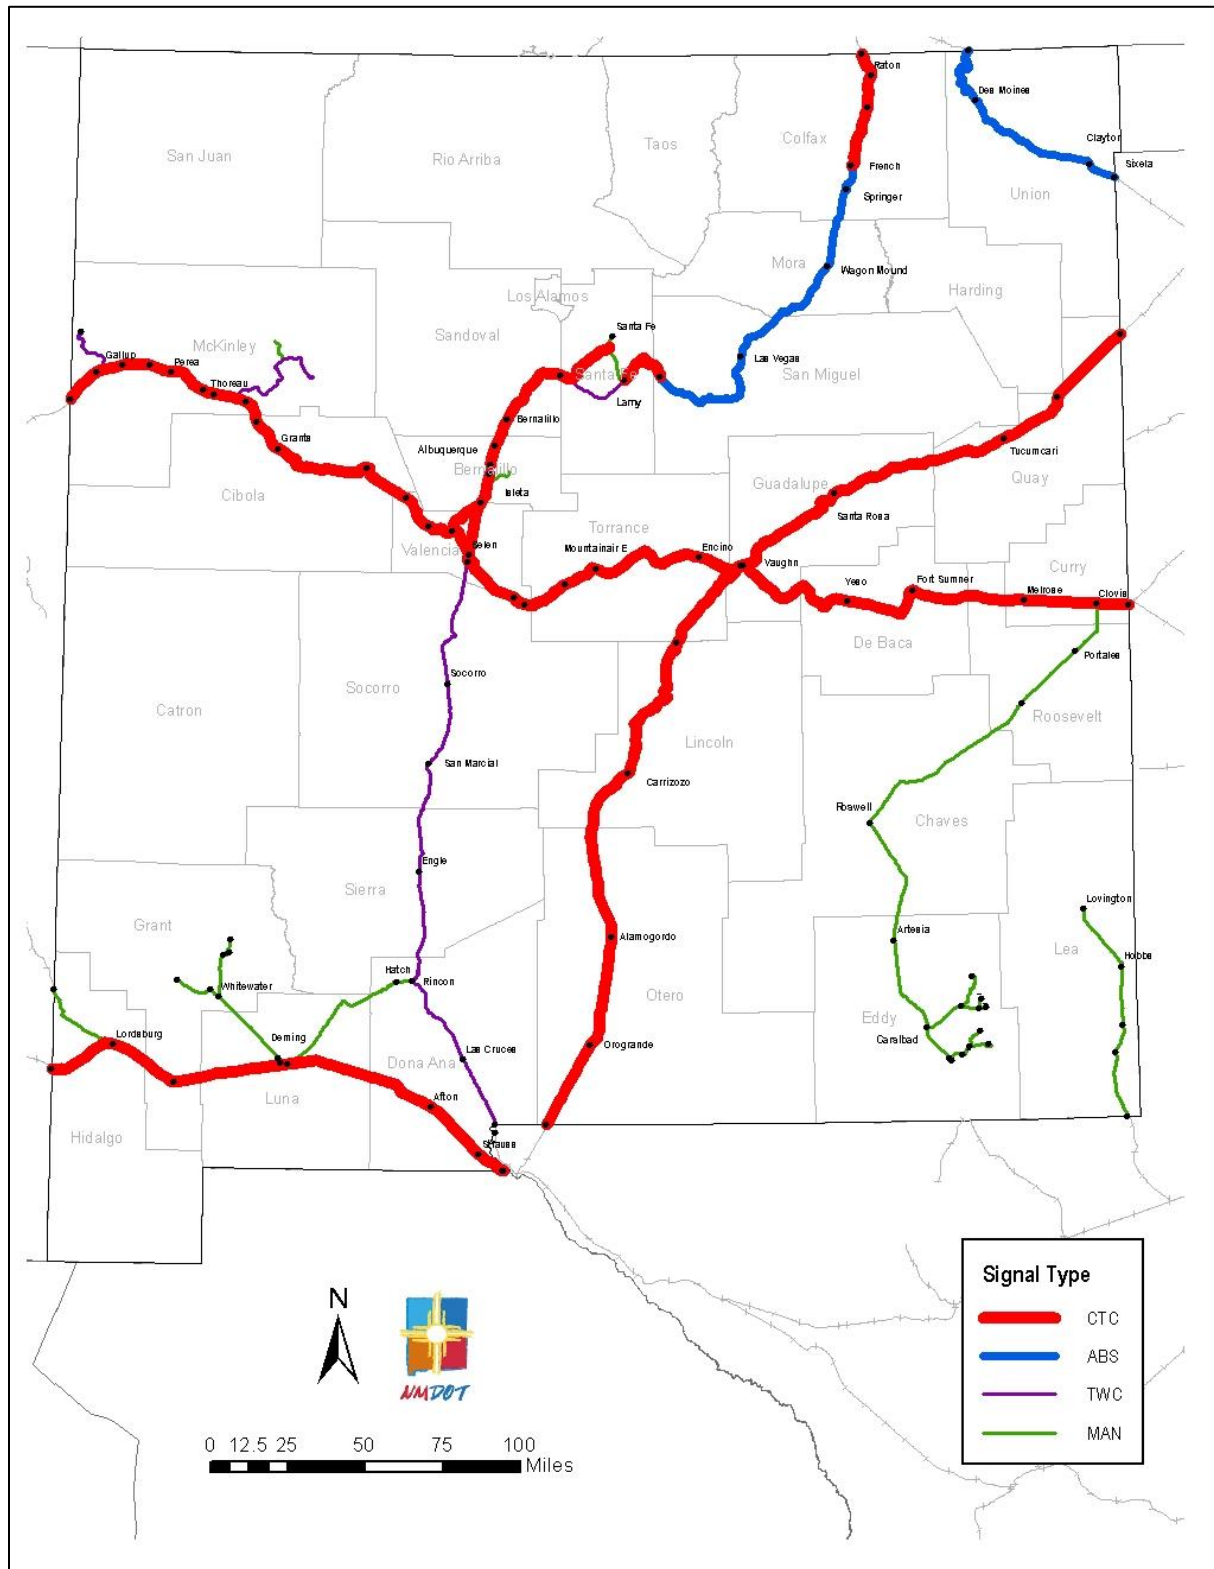 Raton
Des Moines
Colfax
Taos
San Juan
Rio Arriba
Clayton
Sixela
French
Union
Springer
Mora
Wagon Mound
Harding
Los Alamos
Sandoval
Santa Fe
McKinley
Gallup
Perea
Thoreau
Las Vegas
San Miguel
Santa Fe
Lamy
Bernalillo
Grants
Albuquerque
Bernalillo
Tucumcari
Quay
Guadalupe
Cibola
Isleta
Santa Rosa
Torrance
Valencia
Belen
Mountainair E
Encino
Vaughn
Curry
Yeso
Fort Sumner
Melrose
Clovis
De Baca
Portales
Socorro
Socorro
Catron
Roosevelt
Lincoln
San Marcial
Carrizozo
Roswell
Chaves
Engle
Sierra
Grant
Lovington
Artesia
Lea
Alamogordo
Hobbs
Hatch
Rincon
Whitewater
Otero
Eddy
Lordsburg
Deming
Carlsbad
Orogrande
Las Cruces
Dona Ana
Luna
Afton
Hidalgo
Strauss
Signal Type
CTC
ABS
TWC
MAN
N
NMDOT
0 12.5 25 50 75 100
Miles